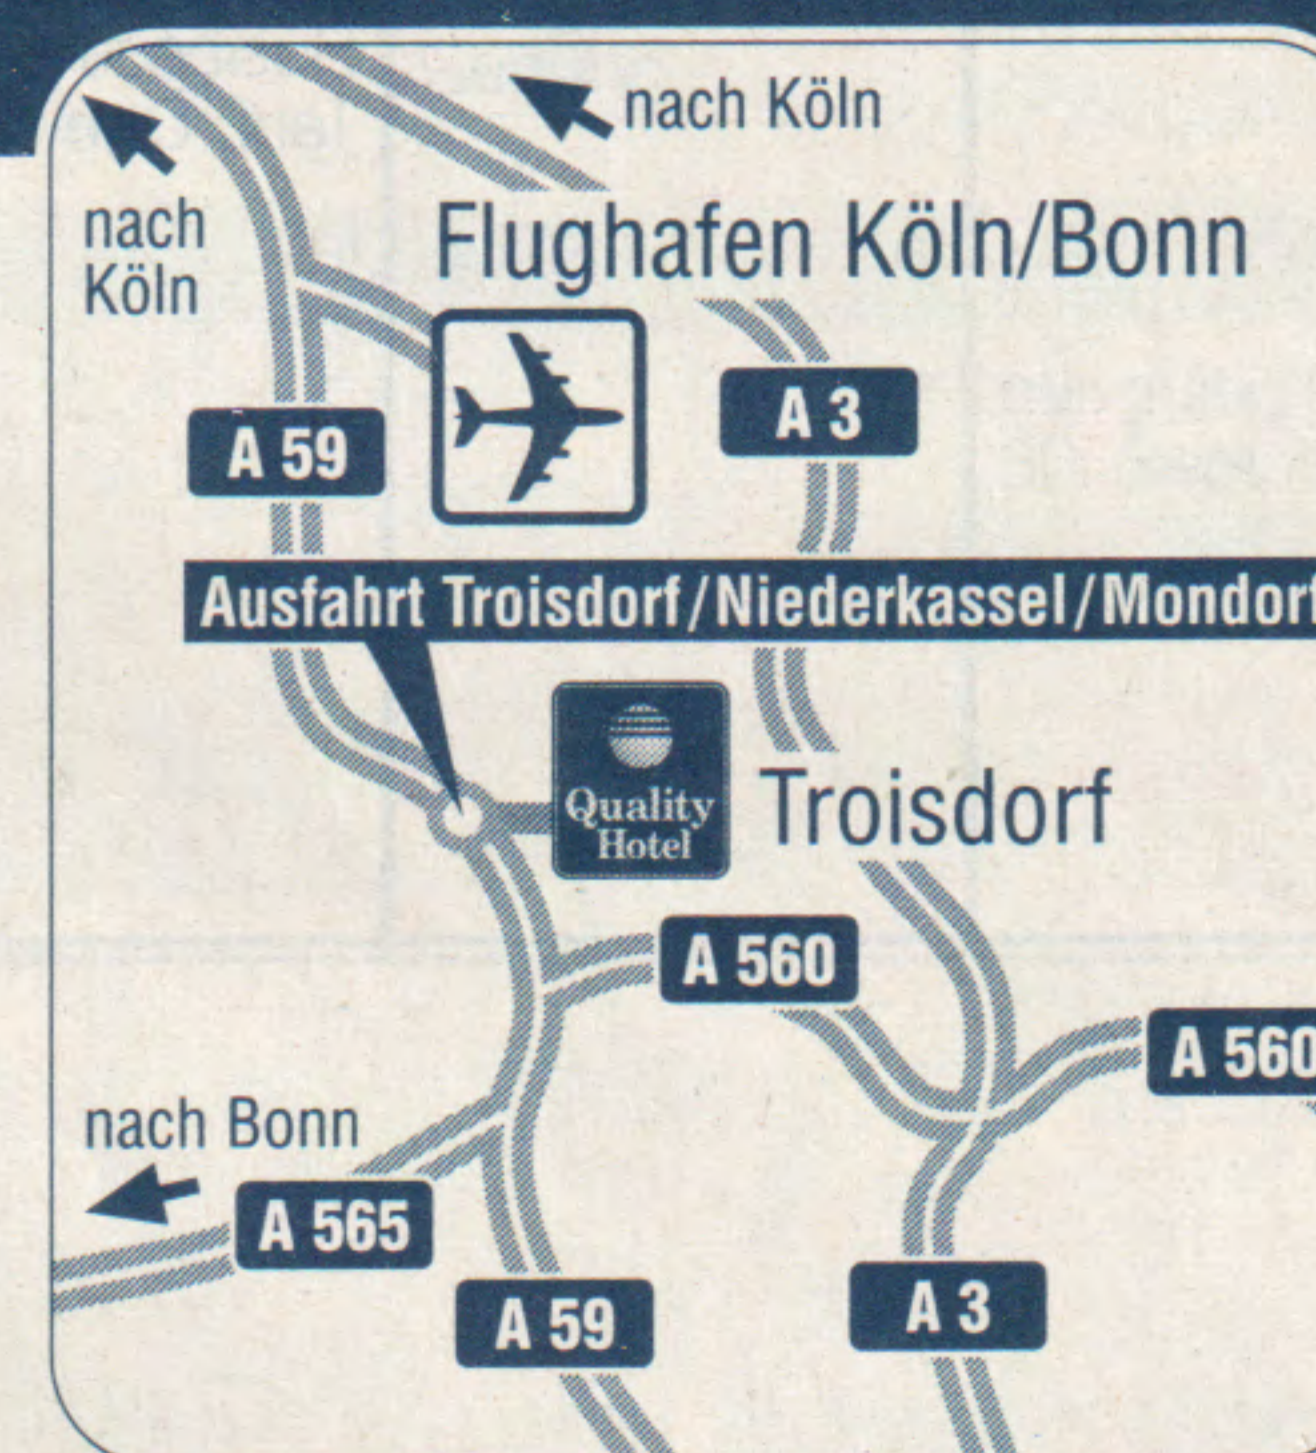 nach Köln
nach
Köln
Flughafen Köln/Bonn
A 3
A 59
Ausfahrt Troisdorf/Niederkassel/Mondorf
Quality
Hotel
Troisdorf
A 560
A 560
nach Bonn
A 565
A 59
A 3